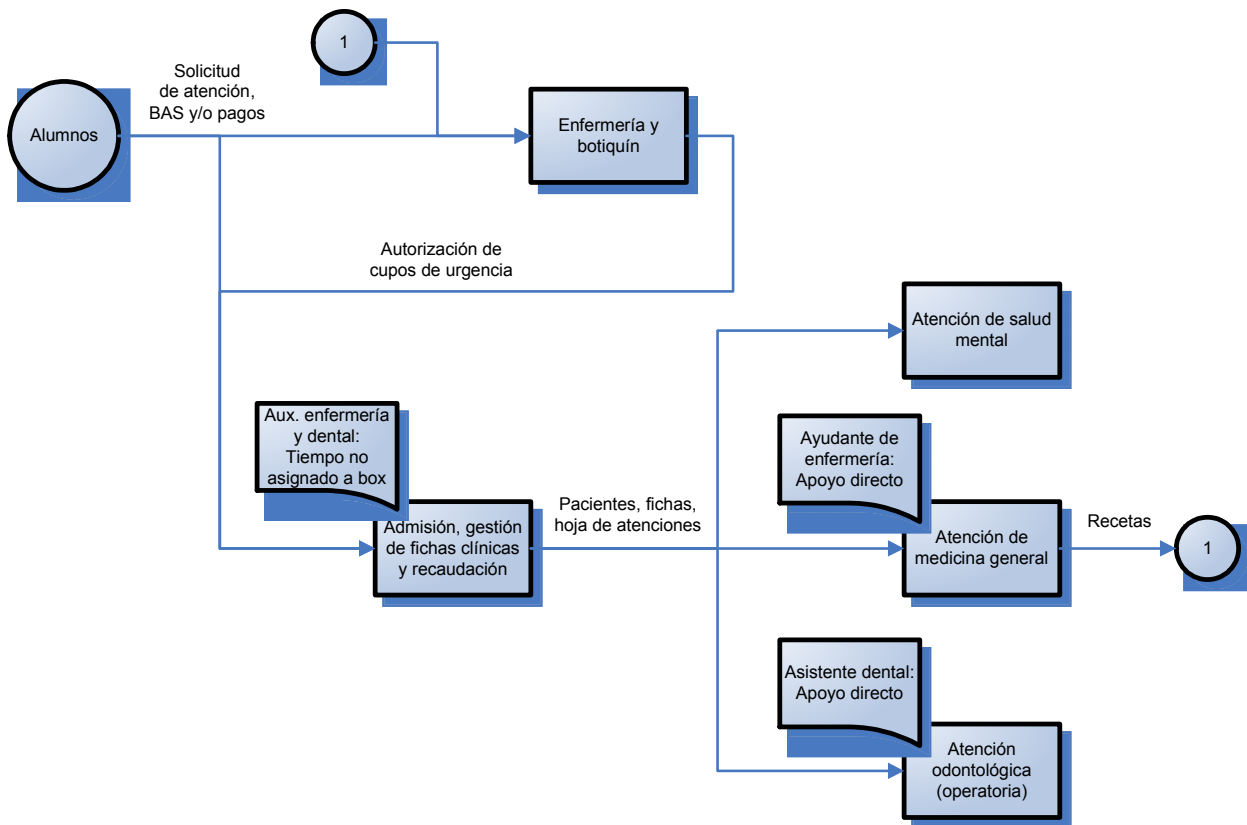 1
Solicitud
de atención,
BAS y/o pagos
Alumnos
Enfermería y
botiquín
Autorización de
cupos de urgencia
Atención de salud
mental
Aux. enfermería
y dental:
Tiempo no
asignado a box
Ayudante de
enfermería:
Apoyo directo
Admisión, gestión
de fichas clínicas
y recaudación
Pacientes, fichas,
hoja de atenciones
Atención de
medicina general
Recetas
1
Asistente dental:
Apoyo directo
Atención
odontológica
(operatoria)